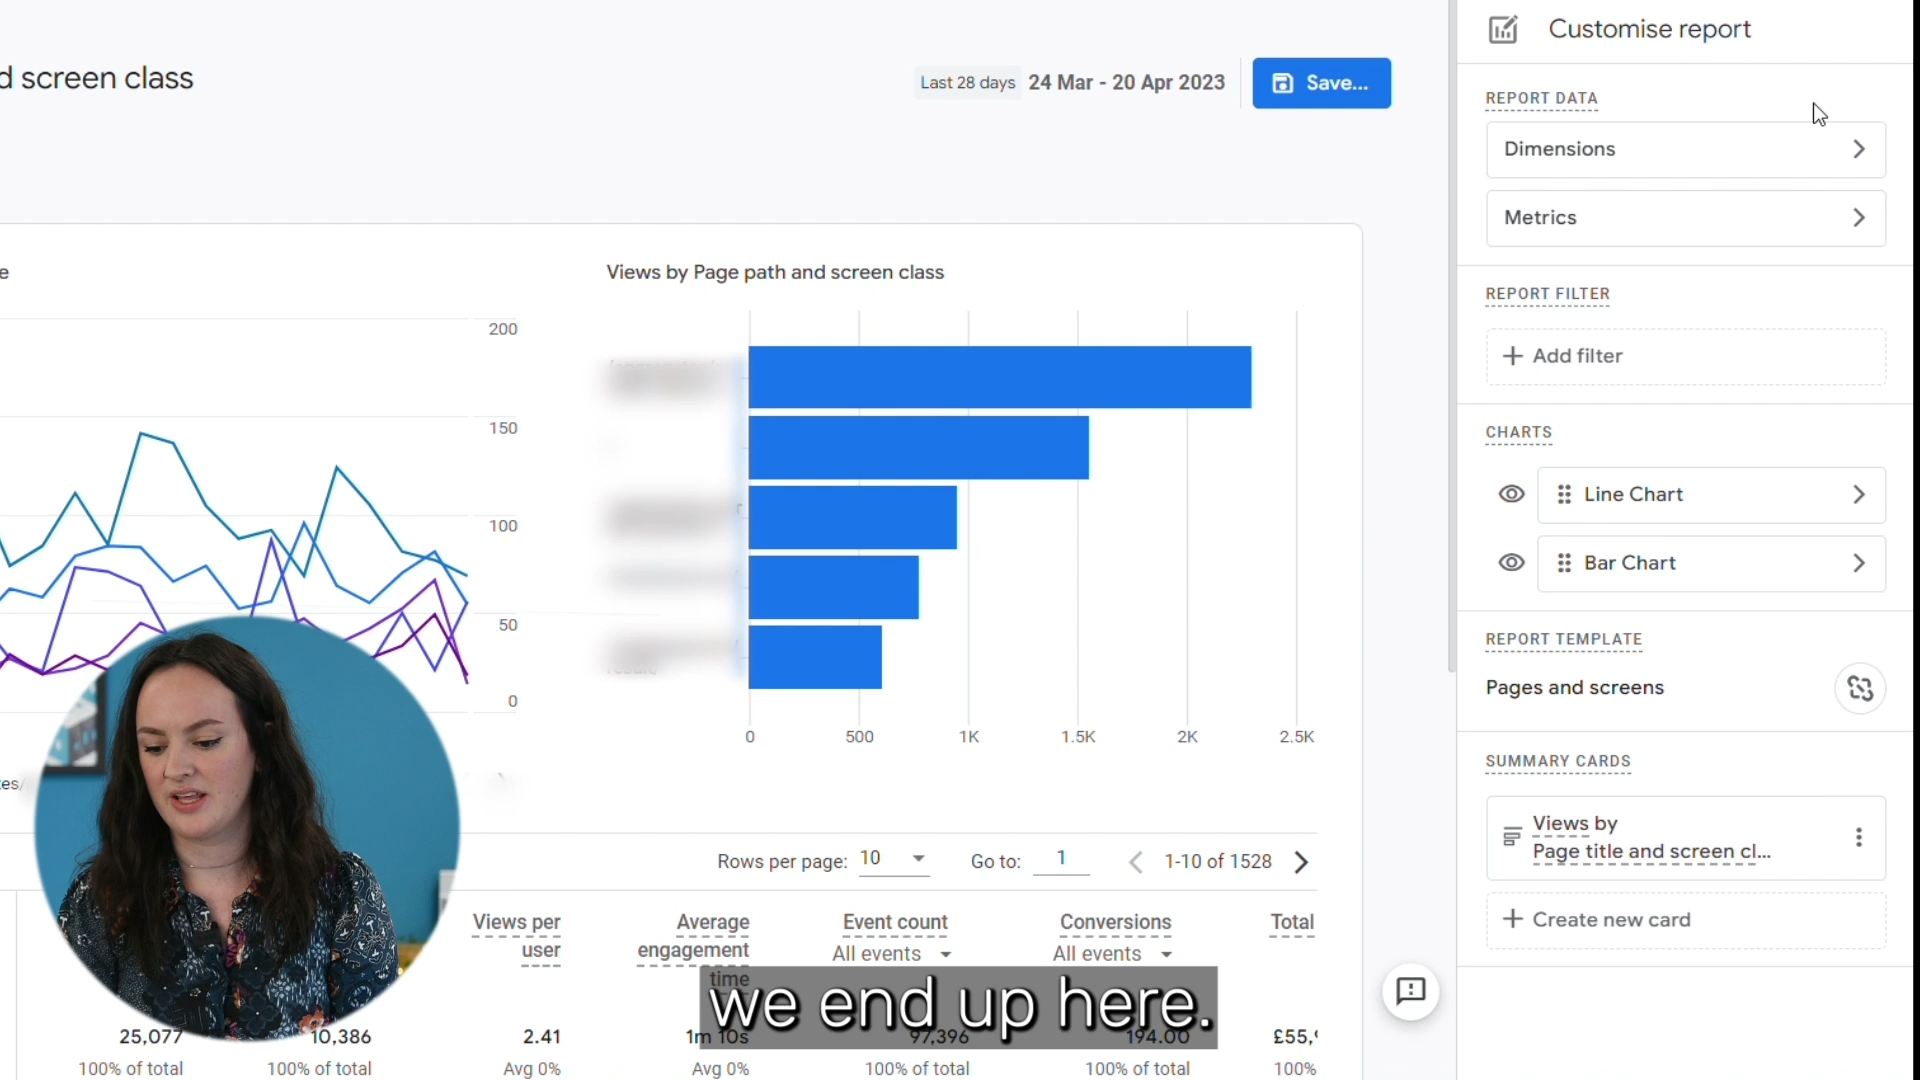 d screen class
Last 28 days 24 Mar - 20 Apr 2023
Save...
e
200
150
100
50
0
Views by Page path and screen class
0 500 1K 1.5K 2K 2.5K
Rows per page: 10 Go to: 1 1-10 of 1528
Views per
user
Average
engagement
time
Event count
All events
Conversions
All events
Total
25,077 10,386 2.41 1m 10s 97,396 194.00
100% of total 100% of total Avg 0% Avg 0% 100% of total 100% of total 100%
we end up here.
Customise report
REPORT DATA
Dimensions
Metrics
REPORT FILTER
Add filter
CHARTS
Line Chart
Bar Chart
REPORT TEMPLATE
Pages and screens
SUMMARY CARDS
Views by
Page title and screen cl...
Create new card